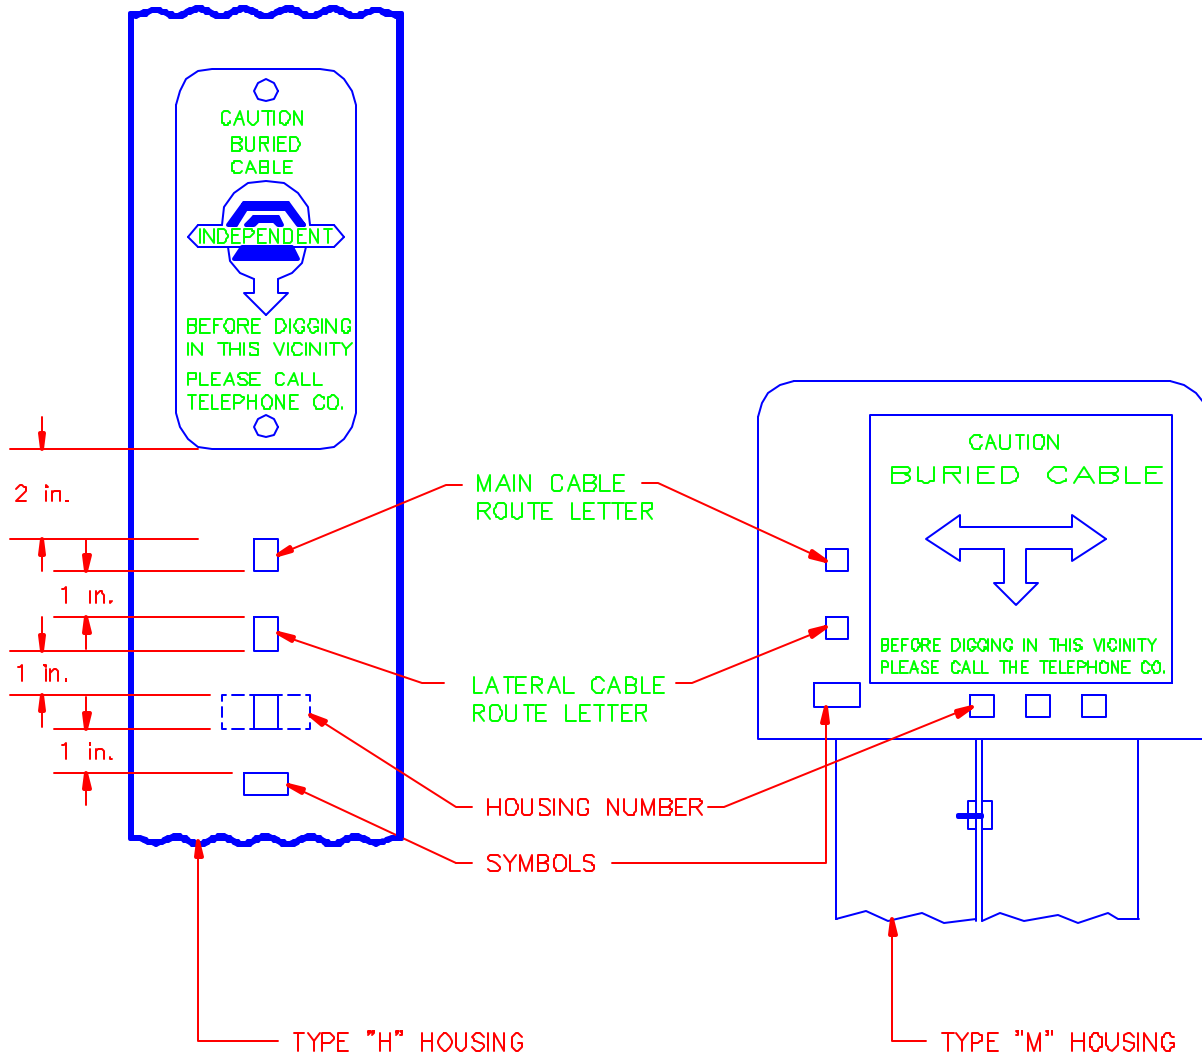 CAUTION
BURIED
CABLE
INDEPENDENT
BEFORE DIGGING
IN THIS VICINITY
PLEASE CALL
TELEPHONE CO.
2 in.
1 in.
1 in.
1 in.
MAIN CABLE
ROUTE LETTER
LATERAL CABLE
ROUTE LETTER
HOUSING NUMBER
SYMBOLS
CAUTION
BURIED CABLE
BEFORE DIGGING IN THIS VICINITY
PLEASE CALL THE TELEPHONE CO.
TYPE "H" HOUSING
TYPE "M" HOUSING